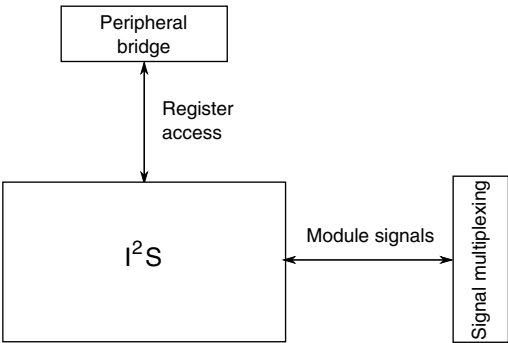 Peripheral
bridge
Register
access
I²S
Module signals
Signal multiplexing